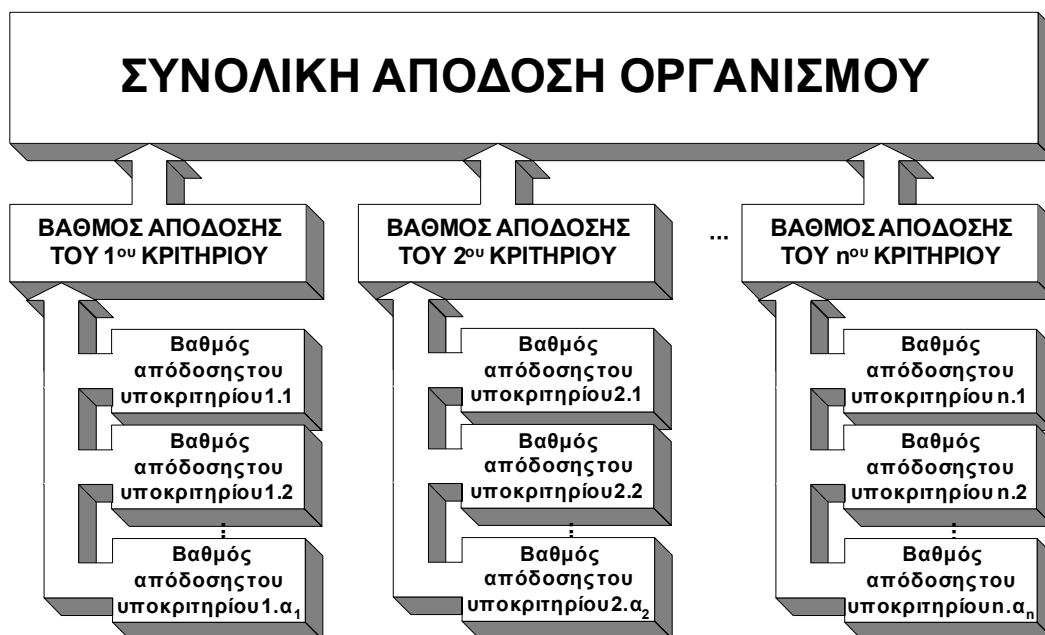 ΣΥΝΟΛΙΚΗ ΑΠΟΔΟΣΗ ΟΡΓΑΝΙΣΜΟΥ
ΒΑΘΜΟΣ ΑΠΟΔΟΣΗΣ
ΤΟΥ 1ου ΚΡΙΤΗΡΙΟΥ
Βαθμός
απόδοσης του
υποκριτηρίου 1.1
Βαθμός
απόδοσης του
υποκριτηρίου 1.2
...
Βαθμός
απόδοσης του
υποκριτηρίου 1.α1
ΒΑΘΜΟΣ ΑΠΟΔΟΣΗΣ
ΤΟΥ 2ου ΚΡΙΤΗΡΙΟΥ
Βαθμός
απόδοσης του
υποκριτηρίου 2.1
Βαθμός
απόδοσης του
υποκριτηρίου 2.2
...
Βαθμός
απόδοσης του
υποκριτηρίου 2.α2
...
ΒΑΘΜΟΣ ΑΠΟΔΟΣΗΣ
ΤΟΥ nου ΚΡΙΤΗΡΙΟΥ
Βαθμός
απόδοσης του
υποκριτηρίου n.1
Βαθμός
απόδοσης του
υποκριτηρίου n.2
...
Βαθμός
απόδοσης του
υποκριτηρίου n.αn